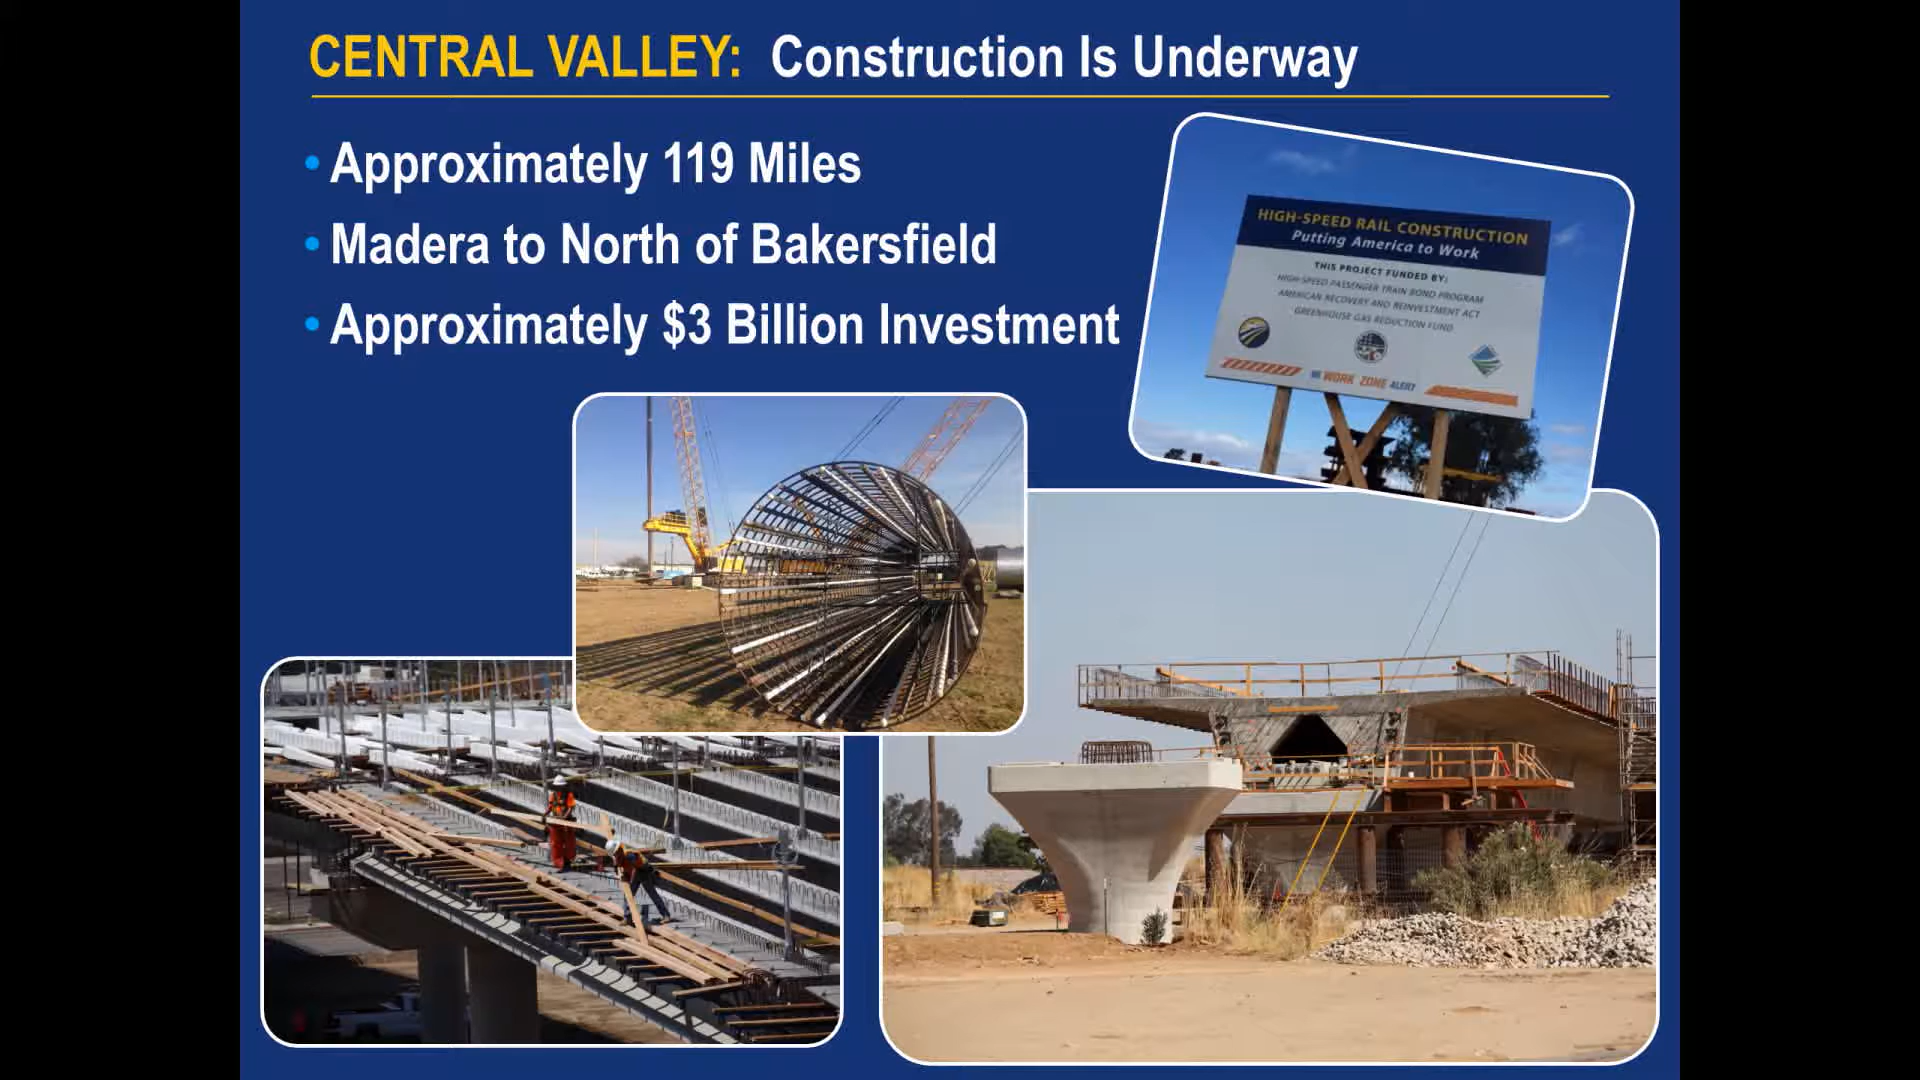 CENTRAL VALLEY: Construction Is Underway
• Approximately 119 Miles
• Madera to North of Bakersfield
• Approximately $3 Billion Investment
HIGH-SPEED RAIL CONSTRUCTION
Putting America to Work
THIS PROJECT FUNDED BY:
HIGH-SPEED PASSENGER TRAIN BOND PROGRAM
AMERICAN RECOVERY AND REINVESTMENT ACT
GREENHOUSE GAS REDUCTION FUND
WORK ZONE ALERT